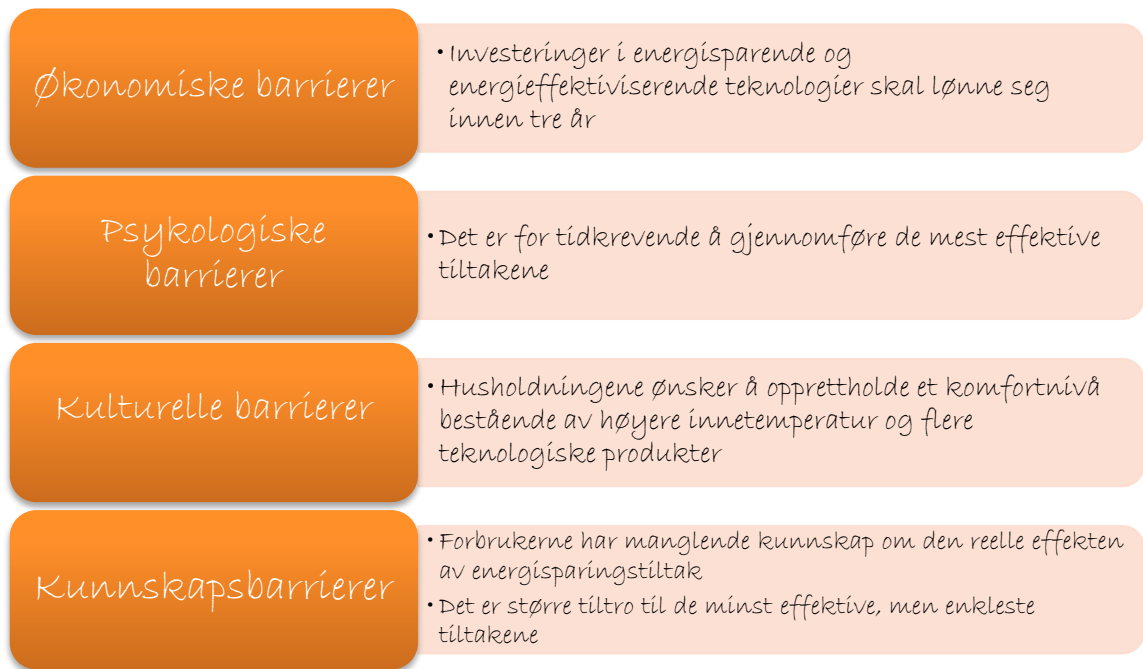 Økonomiske barrierer
• Investeringer i energisparende og
energieffektiviserende teknologier skal lønne seg
innen tre år
Psykologiske
barrierer
• Det er for tidkrevende å gjennomføre de mest effektive
tiltakene
Kulturelle barrierer
• Husholdningene ønsker å opprettholde et komfortnivå
bestående av høyere innetemperatur og flere
teknologiske produkter
Kunnskapsbarrierer
• Forbrukerne har manglende kunnskap om den reelle effekten
av energisparingstiltak
• Det er større tiltro til de minst effektive, men enkleste
tiltakene